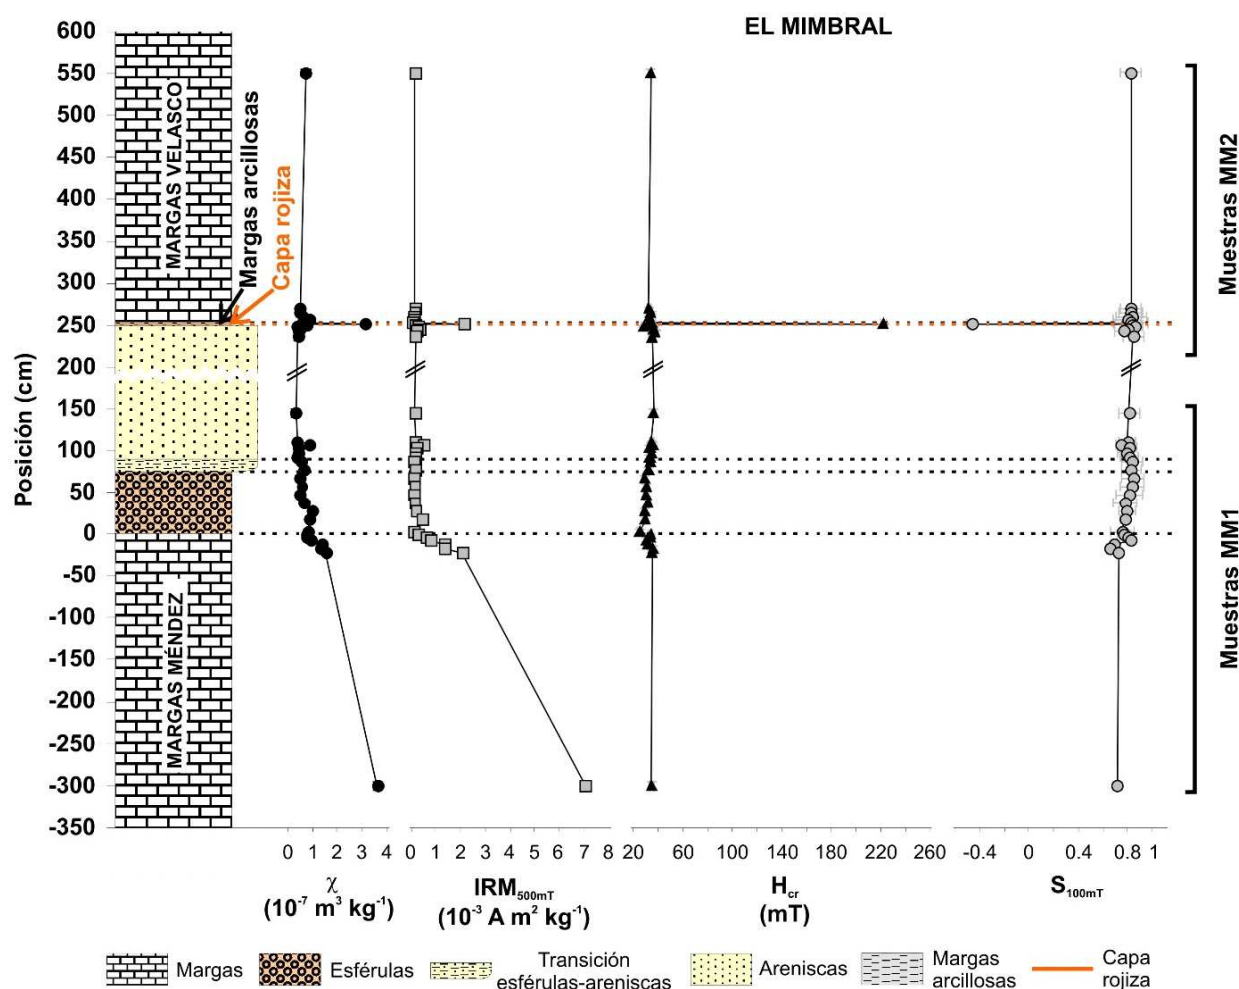 EL MIMBRAL
Posición (cm)
600
550
500
450
400
350
300
250
200
150
100
50
0
-50
-100
-150
-200
-250
-300
-350
MARGAS VELASCO
Margas arcillosas
Capa rojiza
MARGAS MÉNDEZ
Muestras MM2
Muestras MM1
0 1 2 3 4
χ
(10⁻⁷ m³ kg⁻¹)
0 1 2 3 4 5 6 7 8
IRM500mT
(10⁻³ A m² kg⁻¹)
20 60 100 140 180 220 260
Hcr
(mT)
-0.4 0 0.4 0.8 1
S100mT
Margas
Esférulas
Transición
esférulas-areniscas
Areniscas
Margas
arcillosas
Capa
rojiza